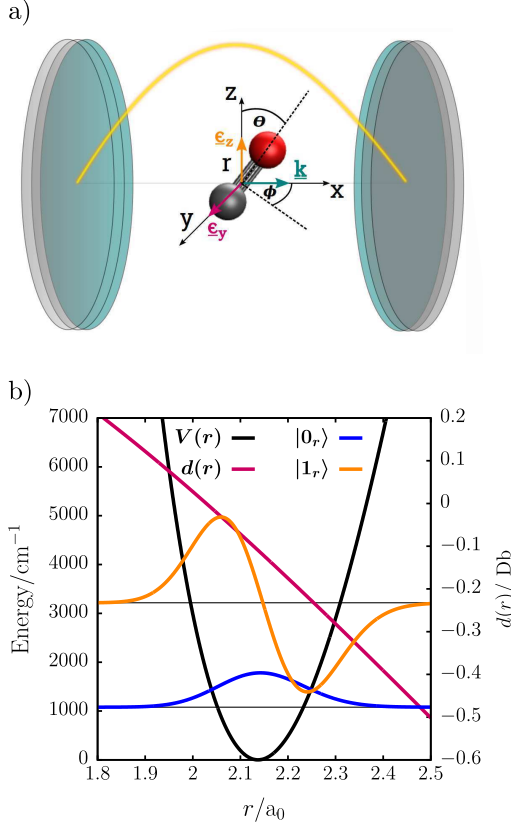 a)
z
θ
ε_z
r
k
ϕ
x
y
ε_y
b)
7000
6000
5000
4000
3000
2000
1000
0
Energy/cm⁻¹
V(r)
d(r)
|0_r⟩
|1_r⟩
0.2
0.1
0
−0.1
−0.2
−0.3
−0.4
−0.5
−0.6
d(r)/ Db
1.8 1.9 2 2.1 2.2 2.3 2.4 2.5
r/a₀